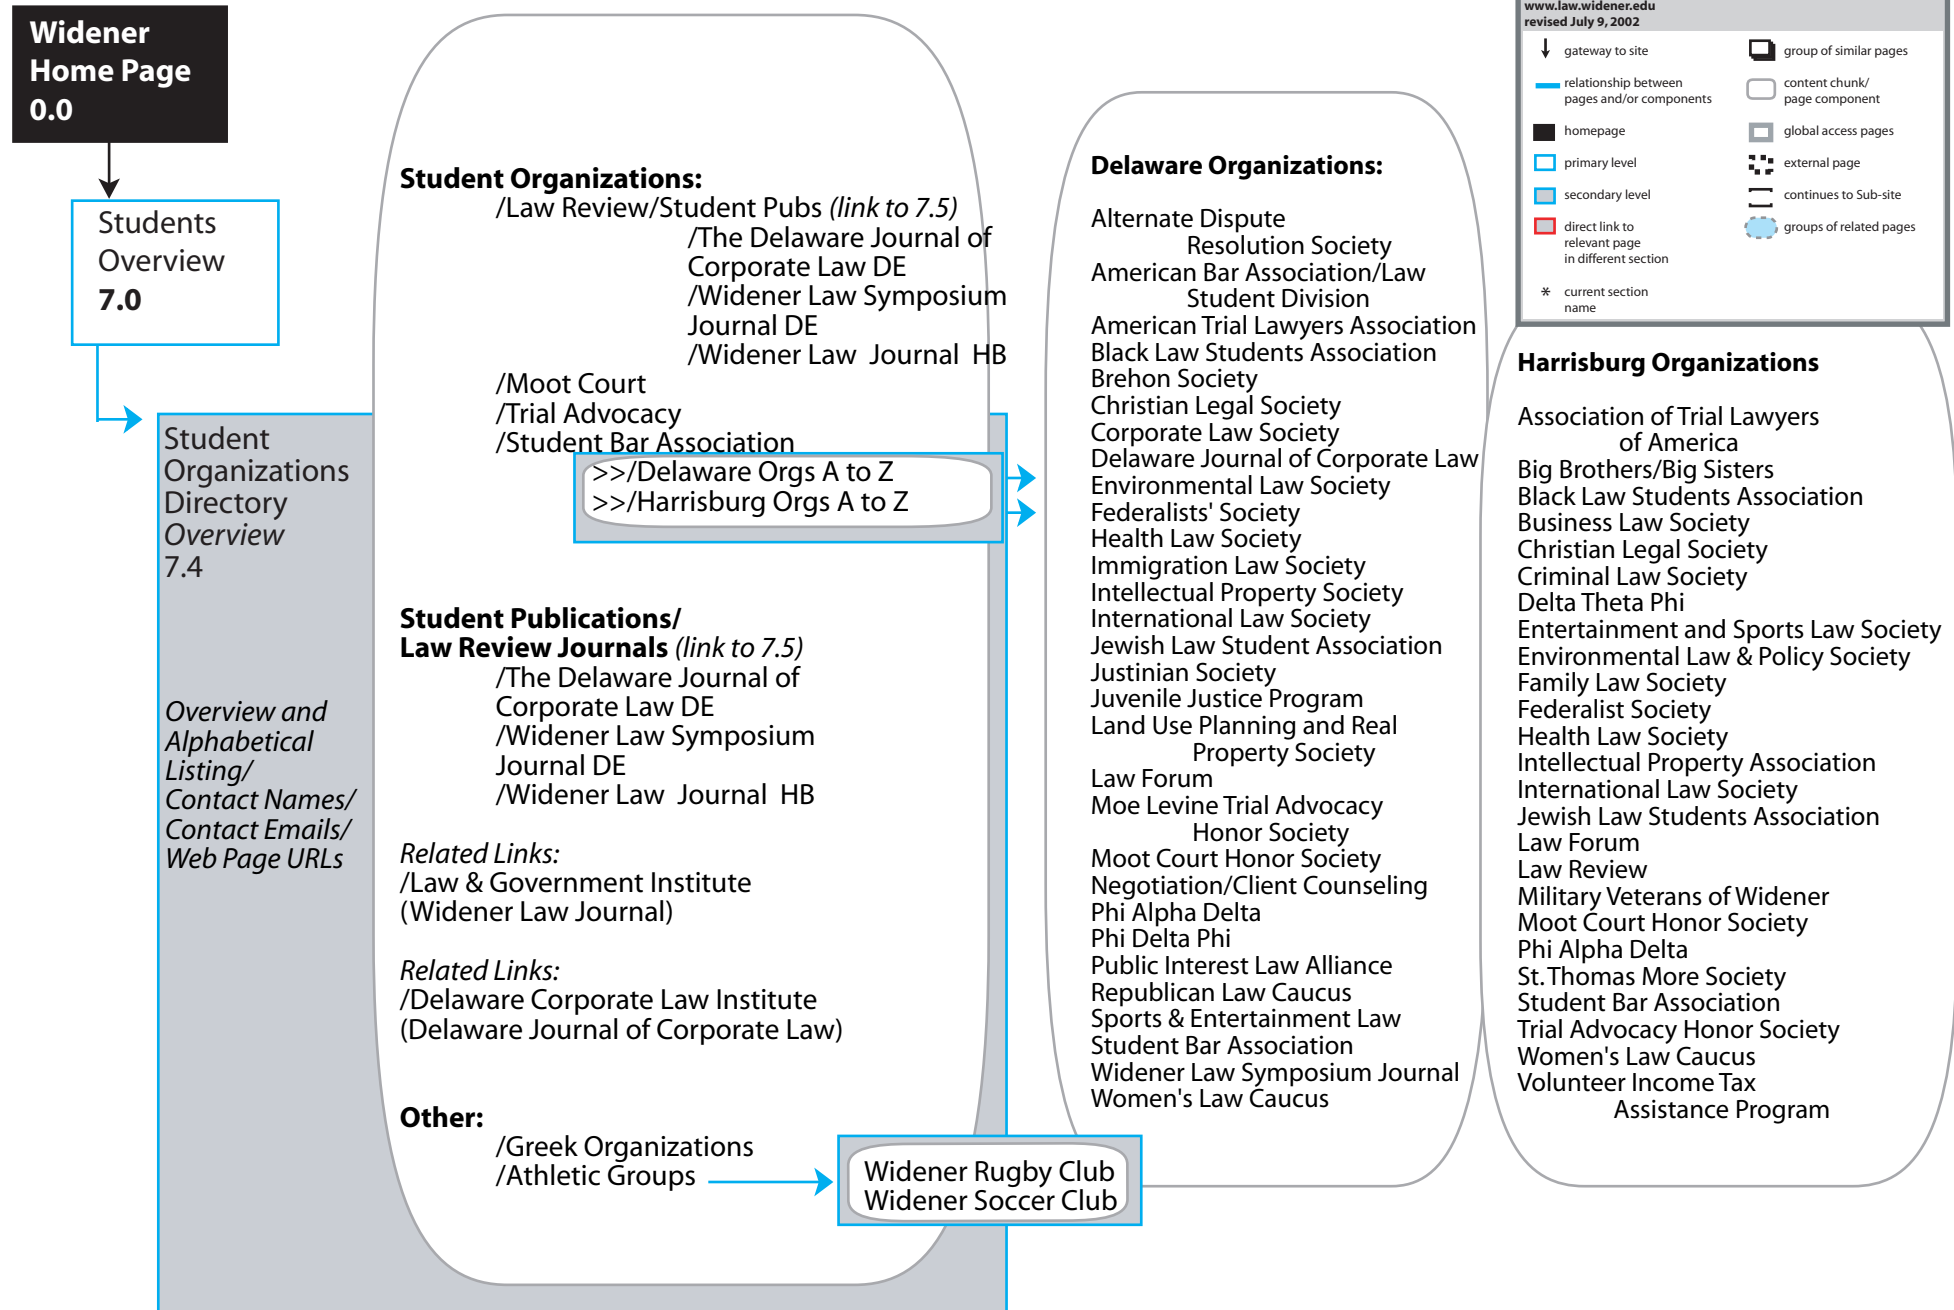 Widener
Home Page
0.0
Students
Overview
7.0
Student
Organizations
Directory
Overview
7.4
Overview and
Alphabetical
Listing/
Contact Names/
Contact Emails/
Web Page URLs
Student Organizations:
/Law Review/Student Pubs (link to 7.5)
/The Delaware Journal of
Corporate Law DE
/Widener Law Symposium
Journal DE
/Widener Law Journal HB
/Moot Court
/Trial Advocacy
/Student Bar Association
>>/Delaware Orgs A to Z
>>/Harrisburg Orgs A to Z
Student Publications/
Law Review Journals (link to 7.5)
/The Delaware Journal of
Corporate Law DE
/Widener Law Symposium
Journal DE
/Widener Law Journal HB
Related Links:
/Law & Government Institute
(Widener Law Journal)
Related Links:
/Delaware Corporate Law Institute
(Delaware Journal of Corporate Law)
Other:
/Greek Organizations
/Athletic Groups
Widener Rugby Club
Widener Soccer Club
Delaware Organizations:
Alternate Dispute
Resolution Society
American Bar Association/Law
Student Division
American Trial Lawyers Association
Black Law Students Association
Brehon Society
Christian Legal Society
Corporate Law Society
Delaware Journal of Corporate Law
Environmental Law Society
Federalists' Society
Health Law Society
Immigration Law Society
Intellectual Property Society
International Law Society
Jewish Law Student Association
Justinian Society
Juvenile Justice Program
Land Use Planning and Real
Property Society
Law Forum
Moe Levine Trial Advocacy
Honor Society
Moot Court Honor Society
Negotiation/Client Counseling
Phi Alpha Delta
Phi Delta Phi
Public Interest Law Alliance
Republican Law Caucus
Sports & Entertainment Law
Student Bar Association
Widener Law Symposium Journal
Women's Law Caucus
www.law.widener.edu
revised July 9, 2002
gateway to site
relationship between
pages and/or components
homepage
primary level
secondary level
direct link to
relevant page
in different section
* current section
name
group of similar pages
content chunk/
page component
global access pages
external page
continues to Sub-site
groups of related pages
Harrisburg Organizations
Association of Trial Lawyers
of America
Big Brothers/Big Sisters
Black Law Students Association
Business Law Society
Christian Legal Society
Criminal Law Society
Delta Theta Phi
Entertainment and Sports Law Society
Environmental Law & Policy Society
Family Law Society
Federalist Society
Health Law Society
Intellectual Property Association
International Law Society
Jewish Law Students Association
Law Forum
Law Review
Military Veterans of Widener
Moot Court Honor Society
Phi Alpha Delta
St. Thomas More Society
Student Bar Association
Trial Advocacy Honor Society
Women's Law Caucus
Volunteer Income Tax
Assistance Program